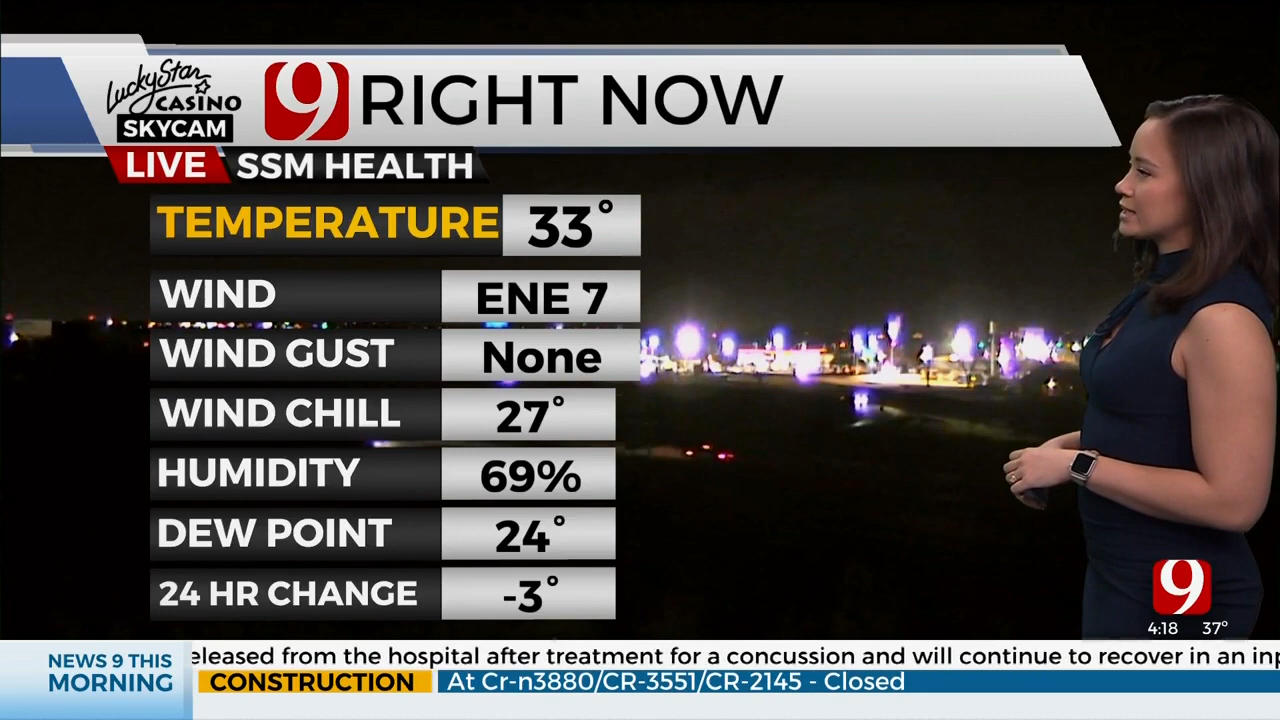 Lucky Star
CASINO
SKYCAM
9 RIGHT NOW
LIVE SSM HEALTH
TEMPERATURE 33°
WIND ENE 7
WIND GUST None
WIND CHILL 27°
HUMIDITY 69%
DEW POINT 24°
24 HR CHANGE -3°
9
4:18 37°
NEWS 9 THIS
MORNING
eleased from the hospital after treatment for a concussion and will continue to recover in an inp
CONSTRUCTION At Cr-n3880/CR-3551/CR-2145 - Closed